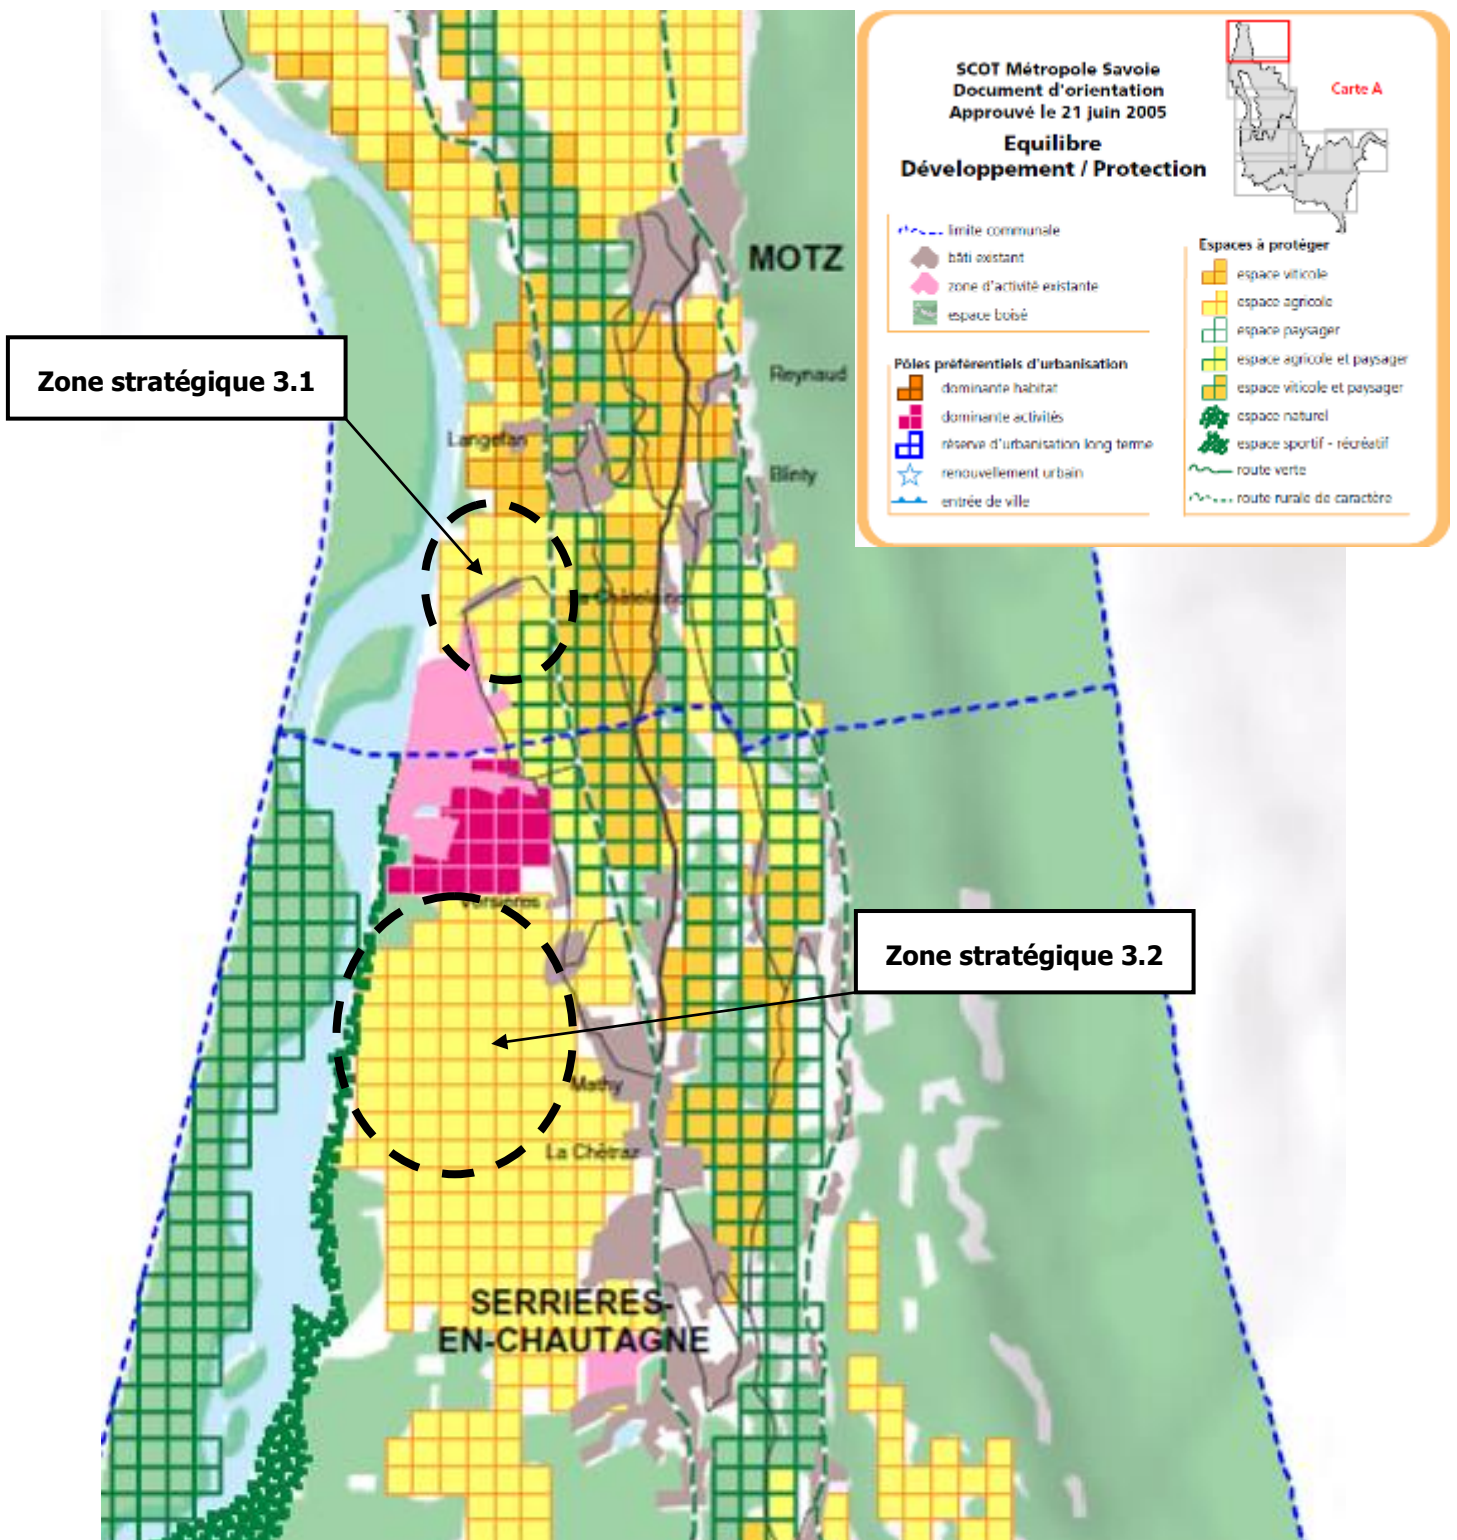 SCOT Métropole Savoie
Document d'orientation
Approuvé le 21 juin 2005
Equilibre
Développement / Protection
Carte A
limite communale
bâti existant
zone d'activité existante
espace boisé
Pôles préférentiels d'urbanisation
dominante habitat
dominante activités
réserve d'urbanisation long terme
renouvellement urbain
entrée de ville
Espaces à protéger
espace viticole
espace agricole
espace paysager
espace agricole et paysager
espace viticole et paysager
espace naturel
espace sportif - récréatif
route verte
route rurale de caractère
MOTZ
Zone stratégique 3.1
Reynaud
Langefan
Blinty
Versieres
Zone stratégique 3.2
Mathy
La Chêtraz
SERRIERES-
EN-CHAUTAGNE